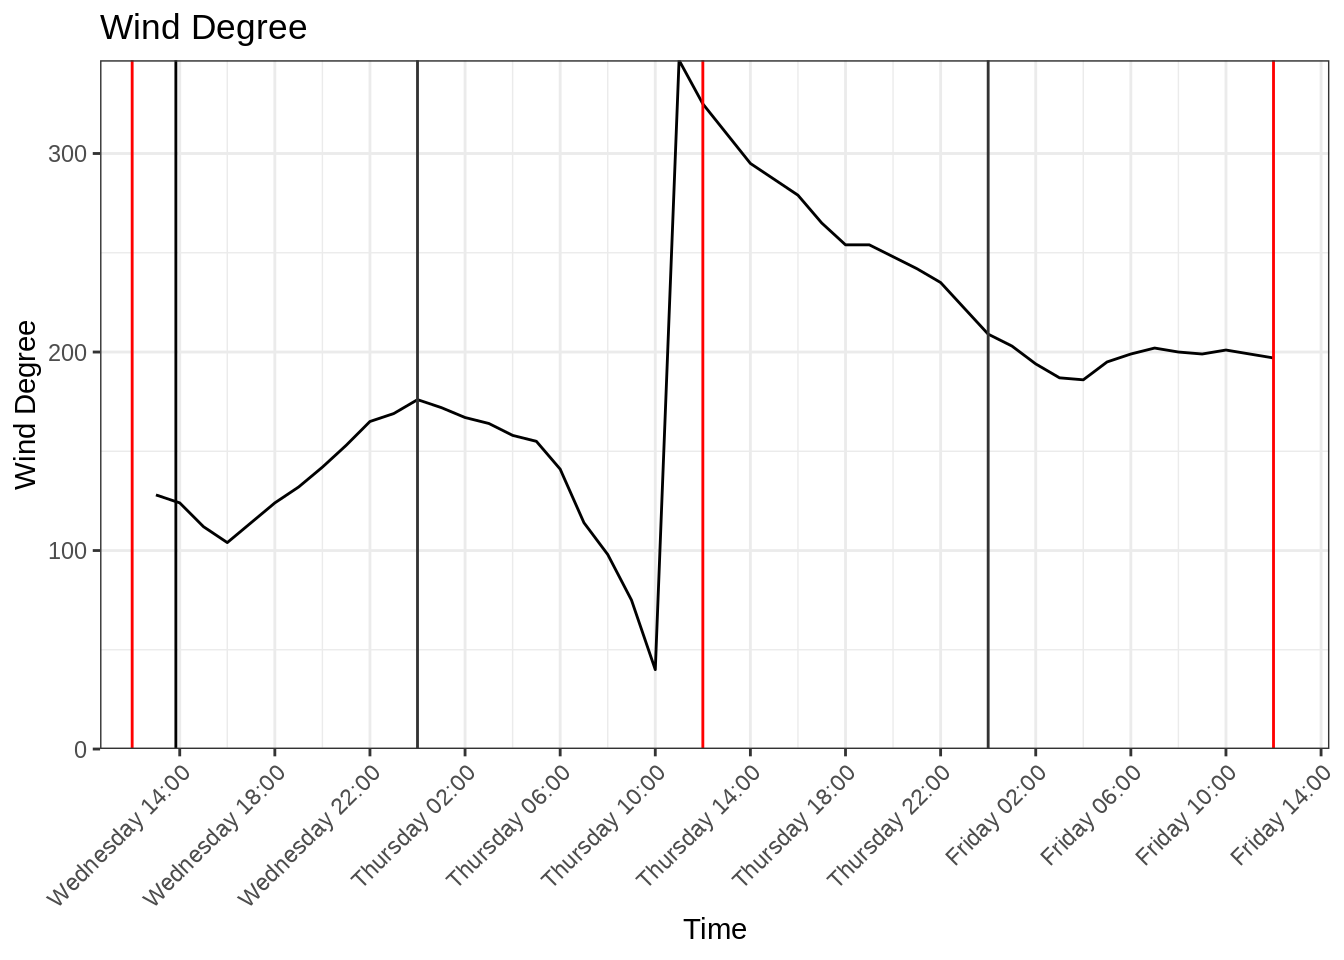 Wind Degree
Wind Degree
300
200
100
0
Wednesday 14:00
Wednesday 18:00
Wednesday 22:00
Thursday 02:00
Thursday 06:00
Thursday 10:00
Thursday 14:00
Thursday 18:00
Thursday 22:00
Friday 02:00
Friday 06:00
Friday 10:00
Friday 14:00
Time